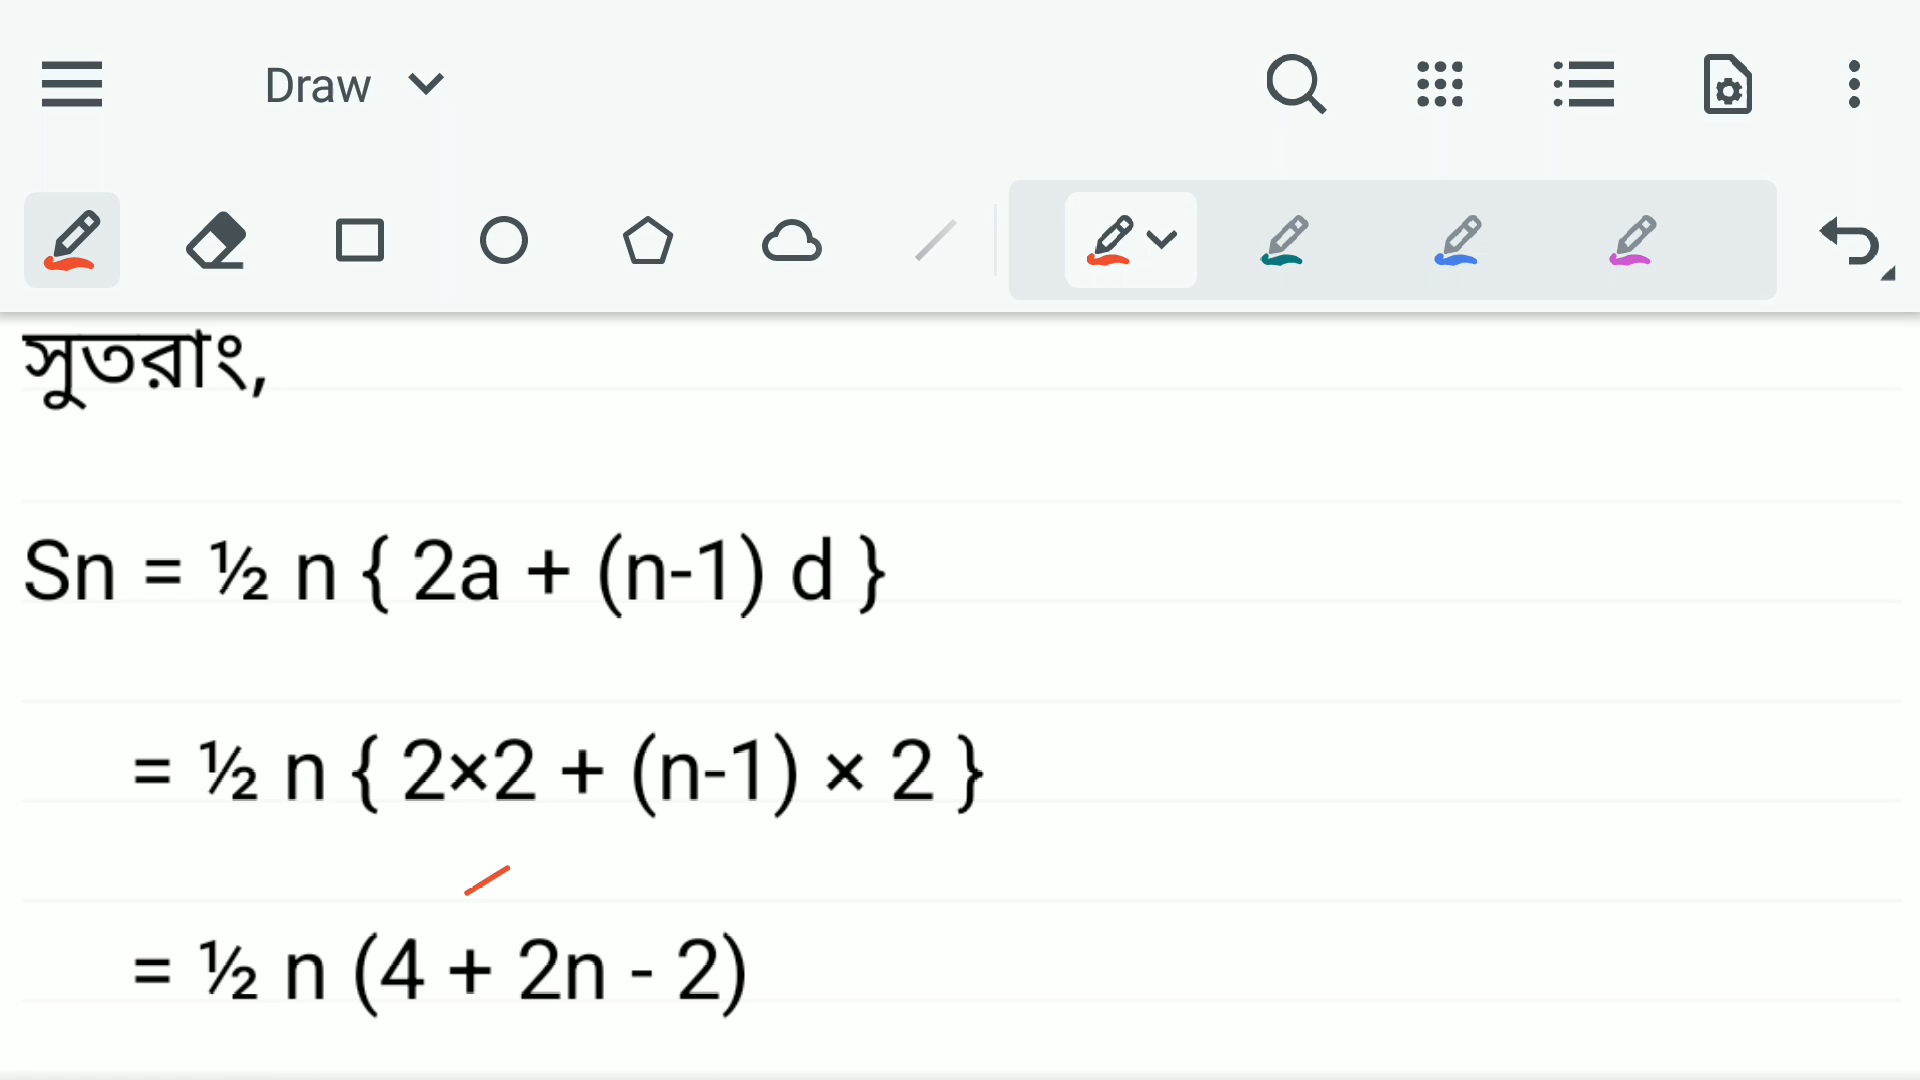 Draw
সুতরাং,
Sn = ½ n { 2a + (n-1) d }
= ½ n { 2×2 + (n-1) × 2 }
= ½ n (4 + 2n - 2)